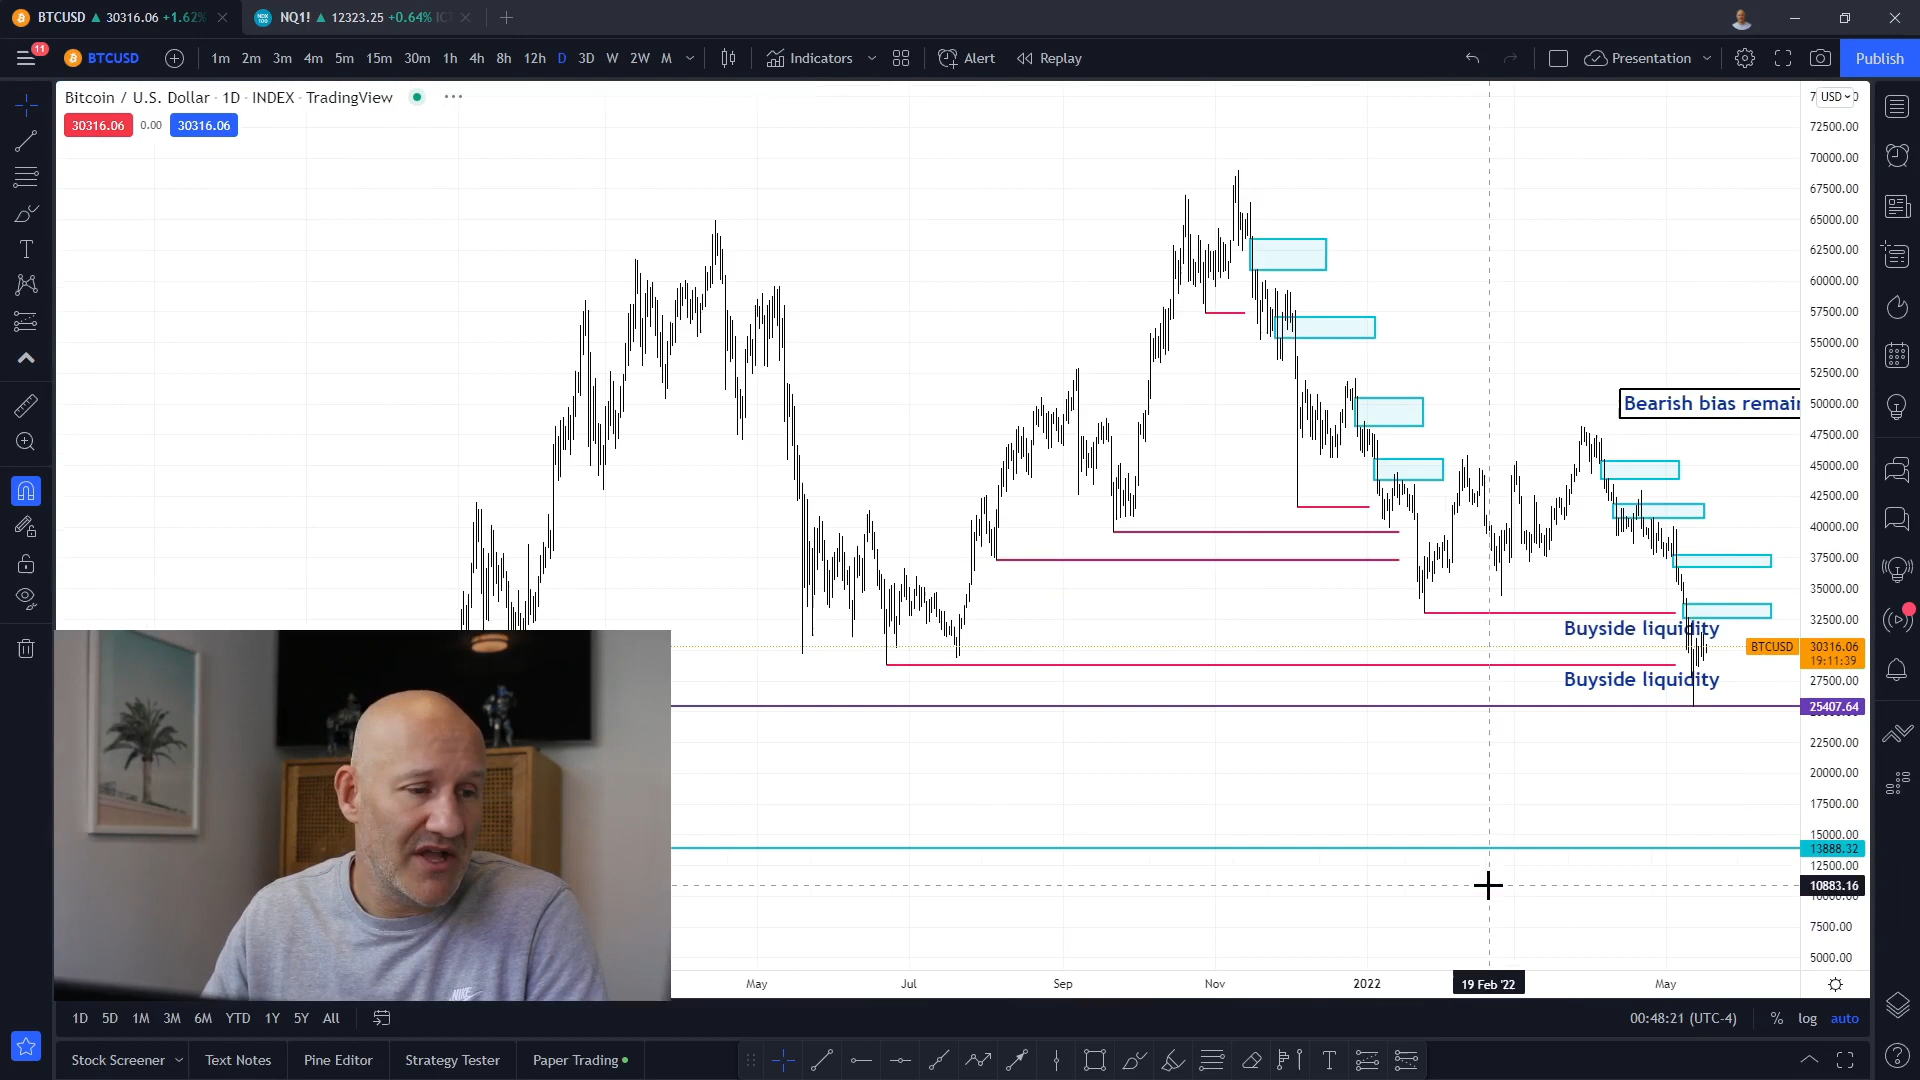 BTCUSD ▲ 30316.06 +1.62%
NQ1! ▲ 12323.25 +0.64%
11
BTCUSD
1m 2m 3m 4m 5m 15m 30m 1h 4h 8h 12h D 3D W 2W M
Indicators
Alert
Replay
Presentation
Publish
Bitcoin / U.S. Dollar · 1D · INDEX · TradingView
30316.06 0.00 30316.06
USD
72500.00
70000.00
67500.00
65000.00
62500.00
60000.00
57500.00
55000.00
52500.00
50000.00
47500.00
45000.00
42500.00
40000.00
37500.00
35000.00
32500.00
BTCUSD 30316.06
19:11:39
27500.00
25407.64
22500.00
20000.00
17500.00
15000.00
13888.32
12500.00
10883.16
10000.00
7500.00
5000.00
Bearish bias remain
Buyside liquidity
Buyside liquidity
May Jul Sep Nov 2022 19 Feb '22 May
1D 5D 1M 3M 6M YTD 1Y 5Y All
00:48:21 (UTC-4) % log auto
Stock Screener Text Notes Pine Editor Strategy Tester Paper Trading